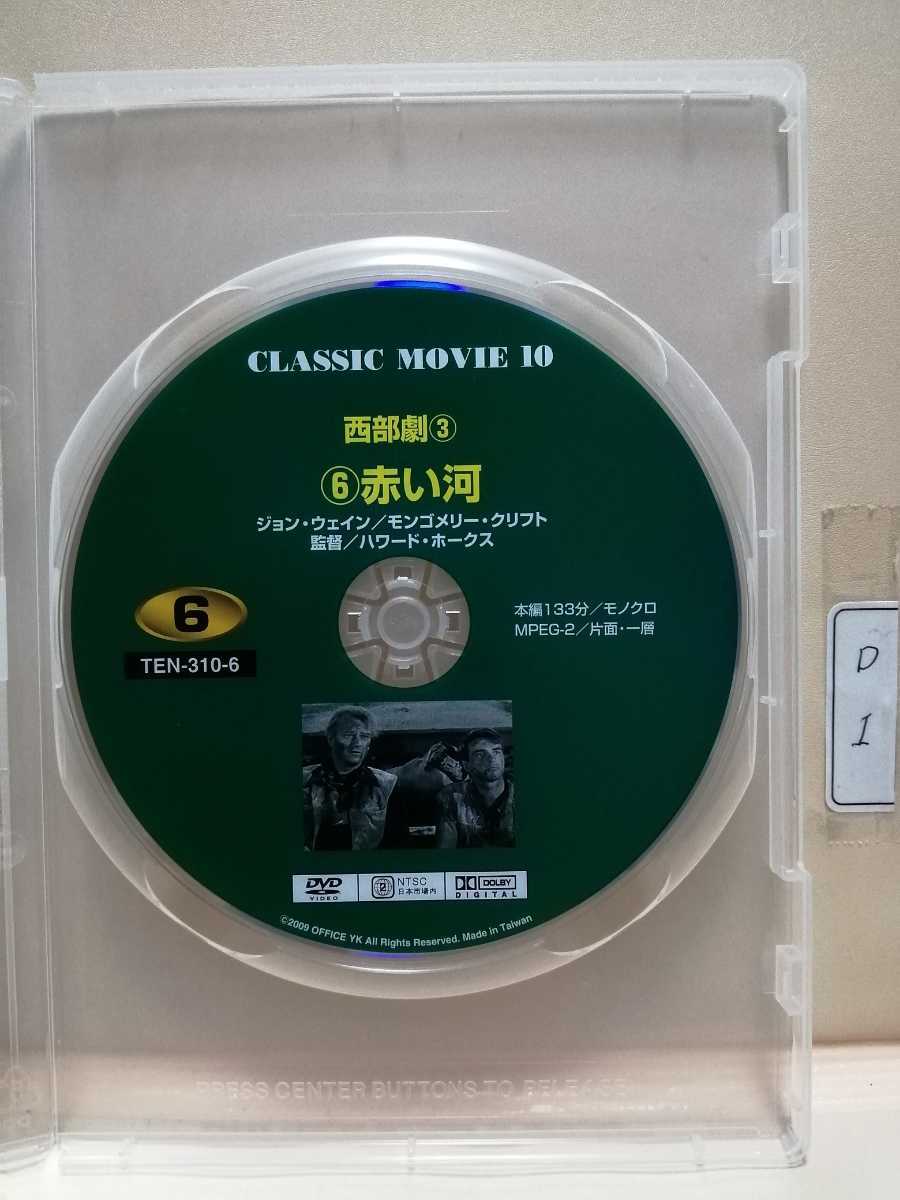 CLASSIC MOVIE 10
西部劇③
⑥赤い河
ジョン・ウェイン／モンゴメリー・クリフト
監督／ハワード・ホークス
6
TEN-310-6
本編133分／モノクロ
MPEG-2／片面・一層
DVD
VIDEO
2
NTSC
日本市場内
DOLBY
DIGITAL
©2009 OFFICE YK All Rights Reserved. Made in Taiwan
PRESS CENTER BUTTONS TO RELEASE
D
1